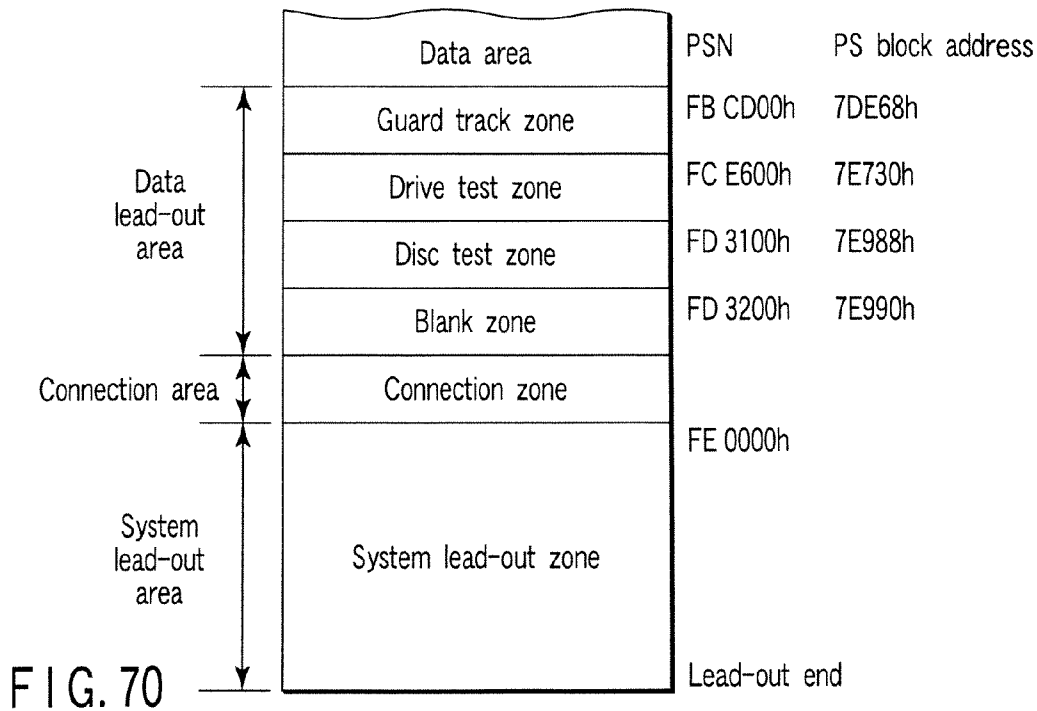 Data area PSN PS block address
Guard track zone FB CD00h 7DE68h
Drive test zone FC E600h 7E730h
Data
lead-out
area
Disc test zone FD 3100h 7E988h
Blank zone FD 3200h 7E990h
Connection area Connection zone
FE 0000h
System
lead-out
area
System lead-out zone
Lead-out end
FIG. 70